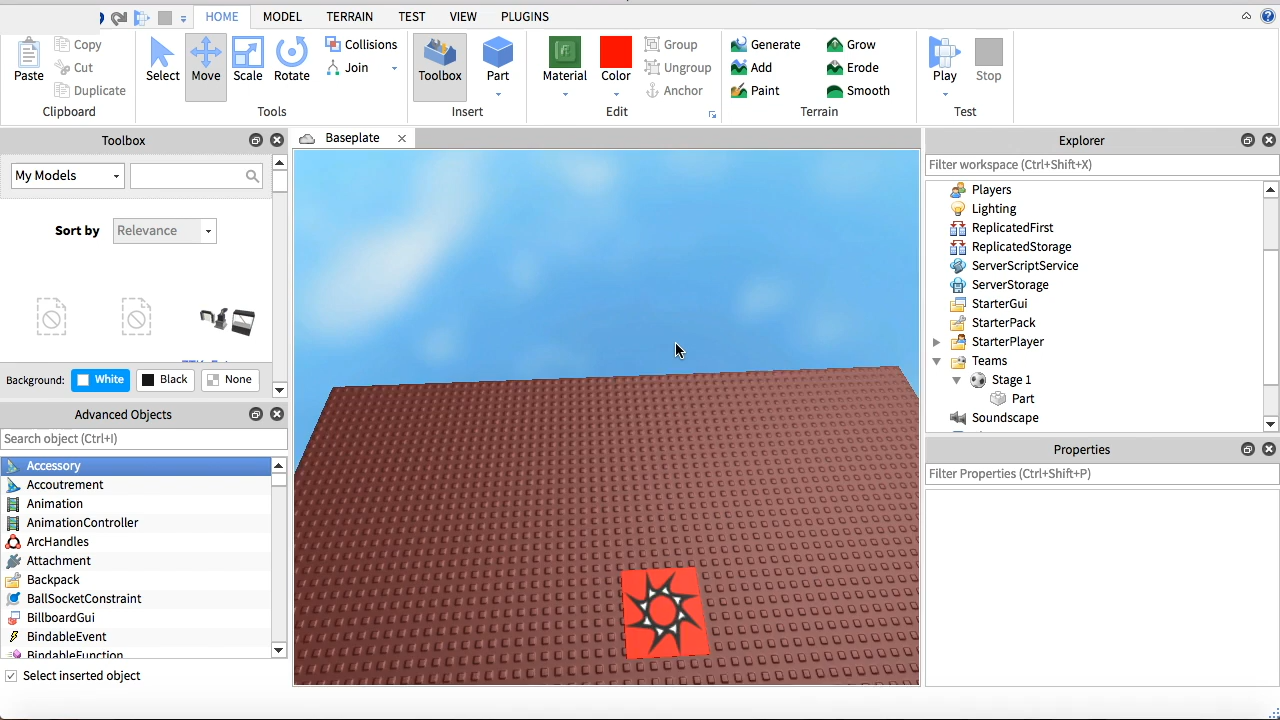 HOME MODEL TERRAIN TEST VIEW PLUGINS
Paste
Copy
Cut
Duplicate
Clipboard
Select
Move
Scale
Rotate
Collisions
Join
Tools
Toolbox
Part
Insert
Material
Color
Group
Ungroup
Anchor
Edit
Generate
Add
Paint
Grow
Erode
Smooth
Terrain
Play
Stop
Test
Toolbox
My Models
Sort by Relevance
Background: White Black None
Advanced Objects
Search object (Ctrl+I)
Accessory
Accoutrement
Animation
AnimationController
ArcHandles
Attachment
Backpack
BallSocketConstraint
BillboardGui
BindableEvent
BindableFunction
Select inserted object
Baseplate
Explorer
Filter workspace (Ctrl+Shift+X)
Players
Lighting
ReplicatedFirst
ReplicatedStorage
ServerScriptService
ServerStorage
StarterGui
StarterPack
StarterPlayer
Teams
Stage 1
Part
Soundscape
Properties
Filter Properties (Ctrl+Shift+P)